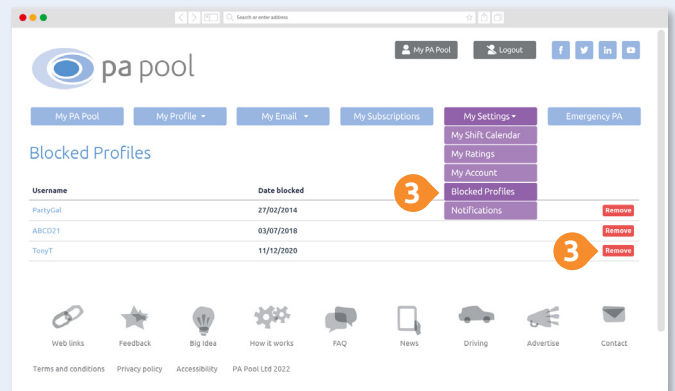 Search or enter address
pa pool
My PA Pool
Logout
My PA Pool
My Profile
My Email
My Subscriptions
My Settings
Emergency PA
My Shift Calendar
My Ratings
My Account
Blocked Profiles
Notifications
Blocked Profiles
3
Username Date blocked
PartyGal 27/02/2014 Remove
ABCD21 03/07/2018 Remove
TonyT 11/12/2020 Remove
3
Web links Feedback Big Idea How it works FAQ News Driving Advertise Contact
Terms and conditions Privacy policy Accessibility PA Pool Ltd 2022